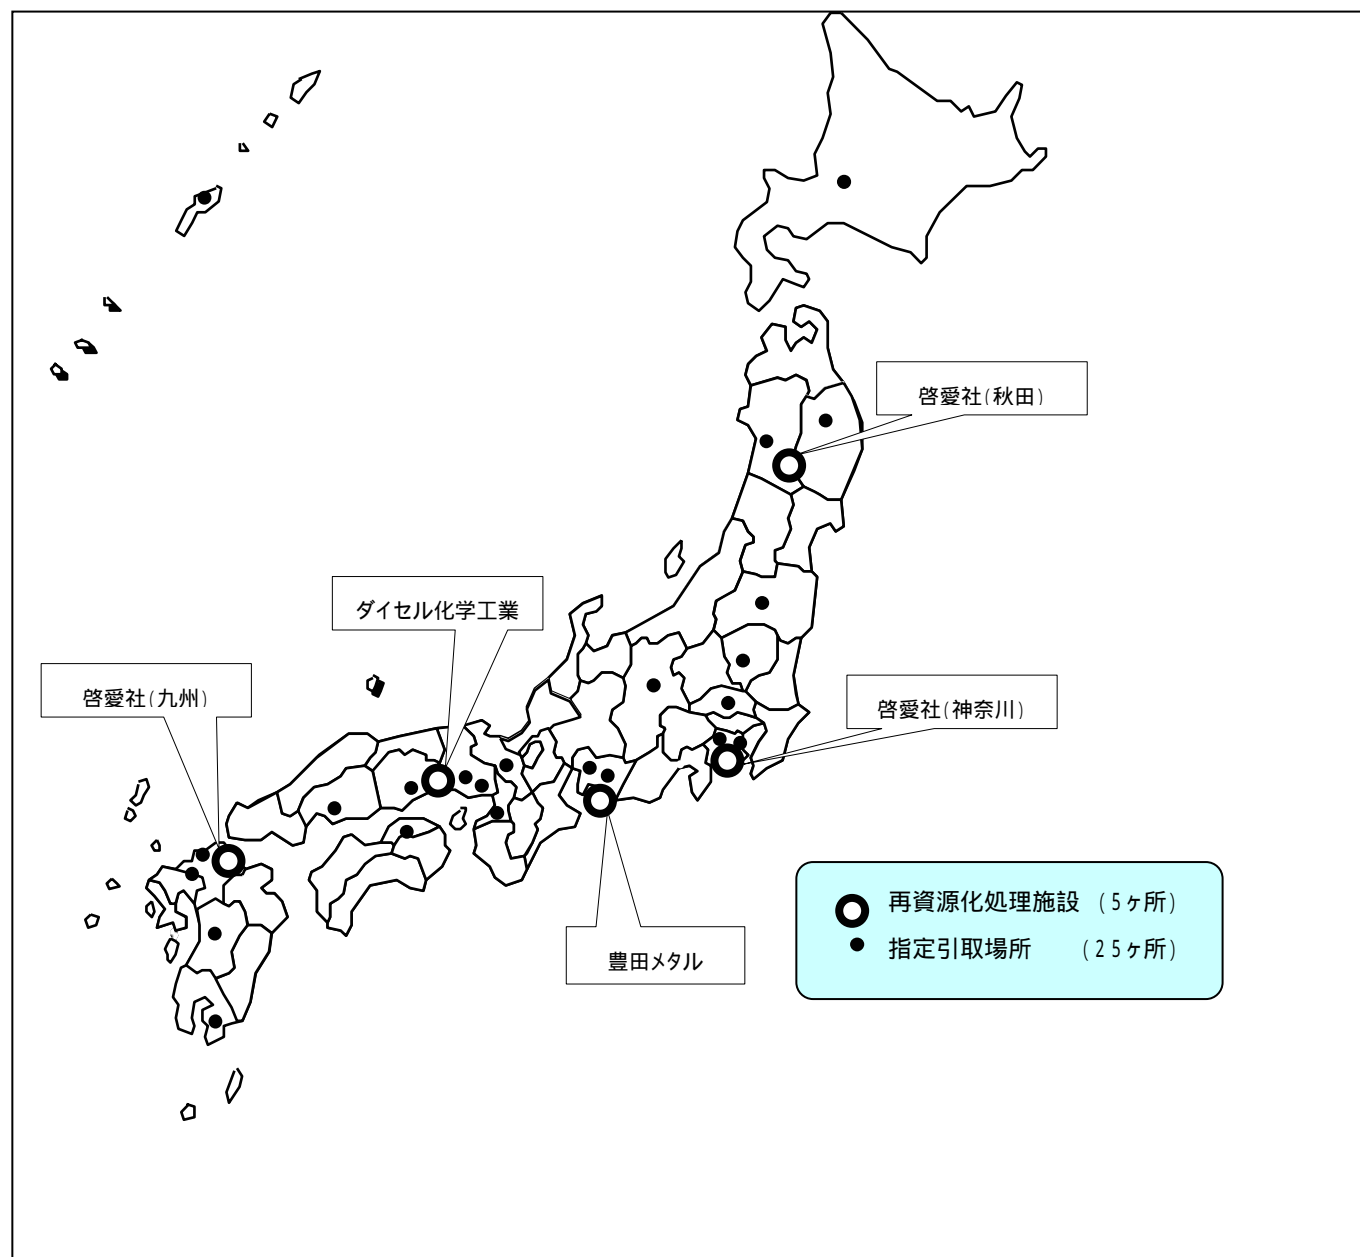 啓愛社(秋田)
ダイセル化学工業
啓愛社(九州)
啓愛社(神奈川)
豊田メタル
再資源化処理施設 (5ヶ所)
指定引取場所 (25ヶ所)